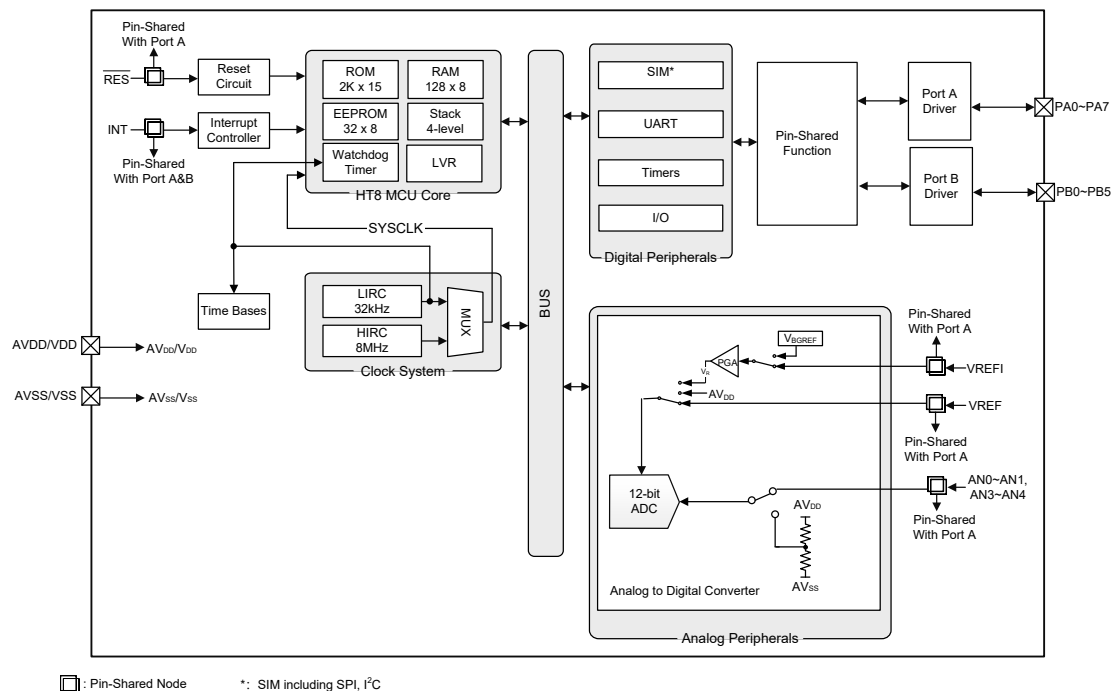 Pin-Shared
With Port A
RES
Reset
Circuit
INT
Interrupt
Controller
Pin-Shared
With Port A&B
ROM
2K x 15
RAM
128 x 8
EEPROM
32 x 8
Stack
4-level
Watchdog
Timer
LVR
HT8 MCU Core
SYSCLK
Time Bases
LIRC
32kHz
HIRC
8MHz
MUX
Clock System
AVDD/VDD
AVDD/VDD
AVSS/VSS
AVSS/VSS
BUS
SIM*
UART
Timers
I/O
Digital Peripherals
Pin-Shared
Function
Port A
Driver
Port B
Driver
PA0~PA7
PB0~PB5
VBGREF
PGA
VR
AVDD
12-bit
ADC
AVDD
AVSS
Analog to Digital Converter
Analog Peripherals
Pin-Shared
With Port A
VREFI
VREF
Pin-Shared
With Port A
AN0~AN1,
AN3~AN4
Pin-Shared
With Port A
: Pin-Shared Node
*: SIM including SPI, I²C